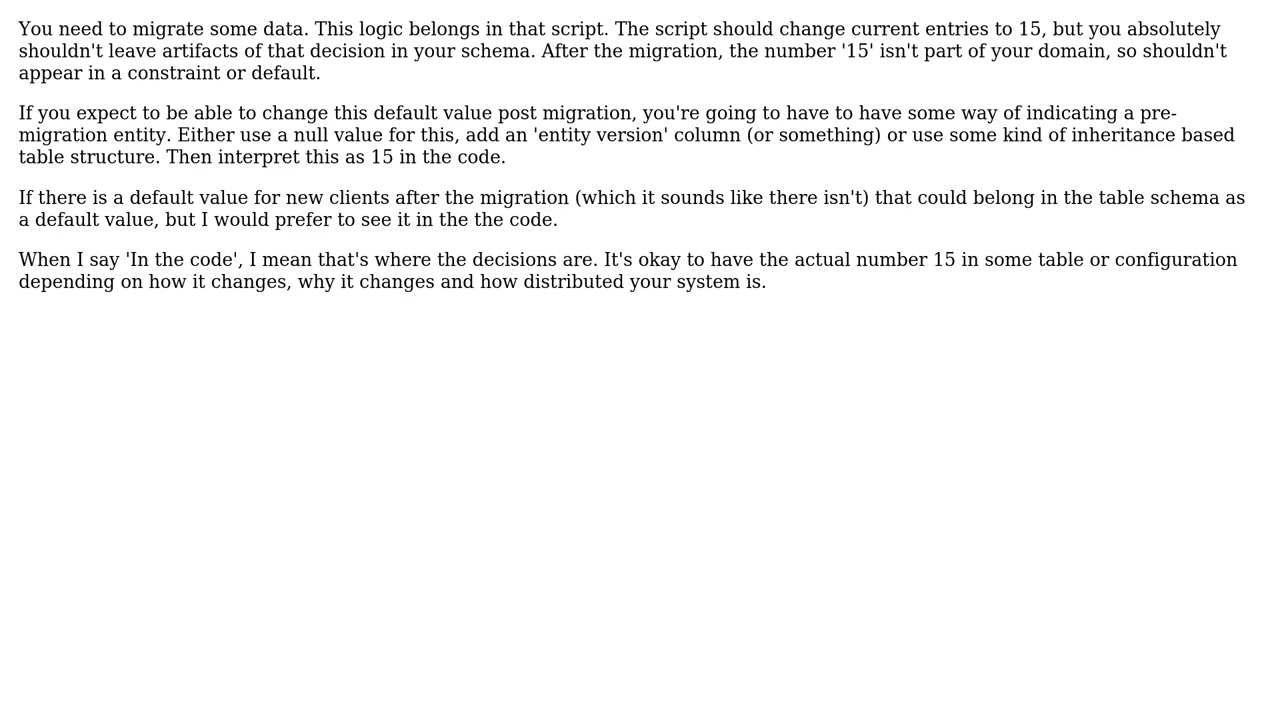 You need to migrate some data. This logic belongs in that script. The script should change current entries to 15, but you absolutely
shouldn't leave artifacts of that decision in your schema. After the migration, the number '15' isn't part of your domain, so shouldn't
appear in a constraint or default.
If you expect to be able to change this default value post migration, you're going to have to have some way of indicating a pre-
migration entity. Either use a null value for this, add an 'entity version' column (or something) or use some kind of inheritance based
table structure. Then interpret this as 15 in the code.
If there is a default value for new clients after the migration (which it sounds like there isn't) that could belong in the table schema as
a default value, but I would prefer to see it in the the code.
When I say 'In the code', I mean that's where the decisions are. It's okay to have the actual number 15 in some table or configuration
depending on how it changes, why it changes and how distributed your system is.